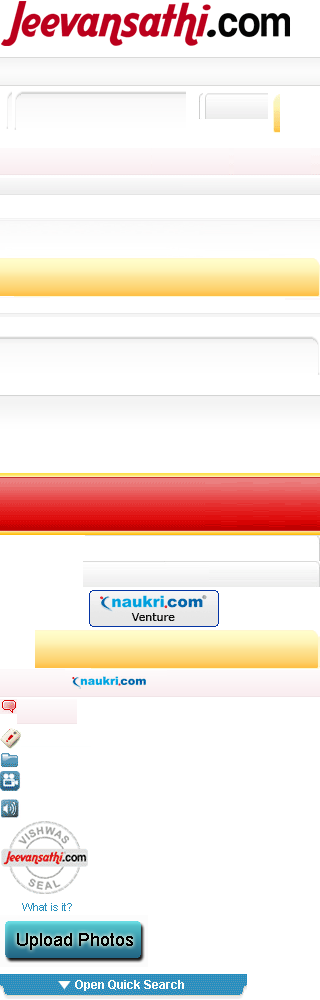 Jeevansathi.com
naukri.com®
Venture
naukri.com
VISHWAS
Jeevansathi.com
SEAL
What is it?
Upload Photos
Open Quick Search